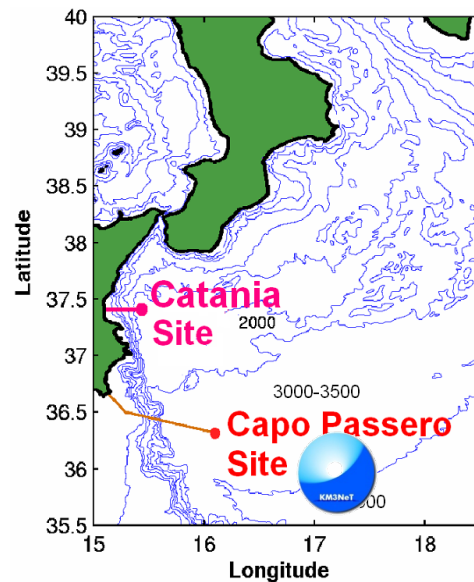 40
39.5
39
38.5
38
37.5
37
36.5
36
35.5
Latitude
Catania
Site
2000
3000-3500
Capo Passero
Site
KM3NeT
15
16
17
18
Longitude